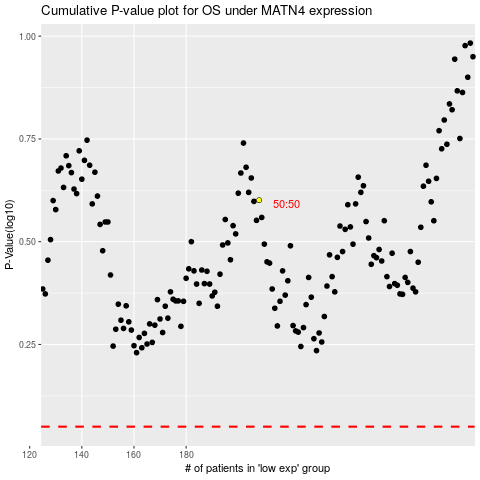 Cumulative P-value plot for OS under MATN4 expression
P-Value(log10)
1.00
0.75
0.50
0.25
50:50
120 140 160 180
# of patients in 'low exp' group